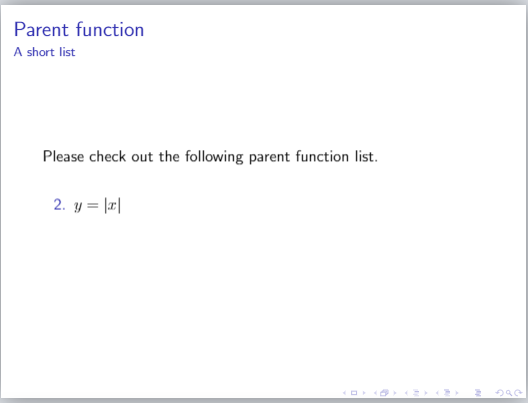 Parent function
A short list
Please check out the following parent function list.
2. y = |x|